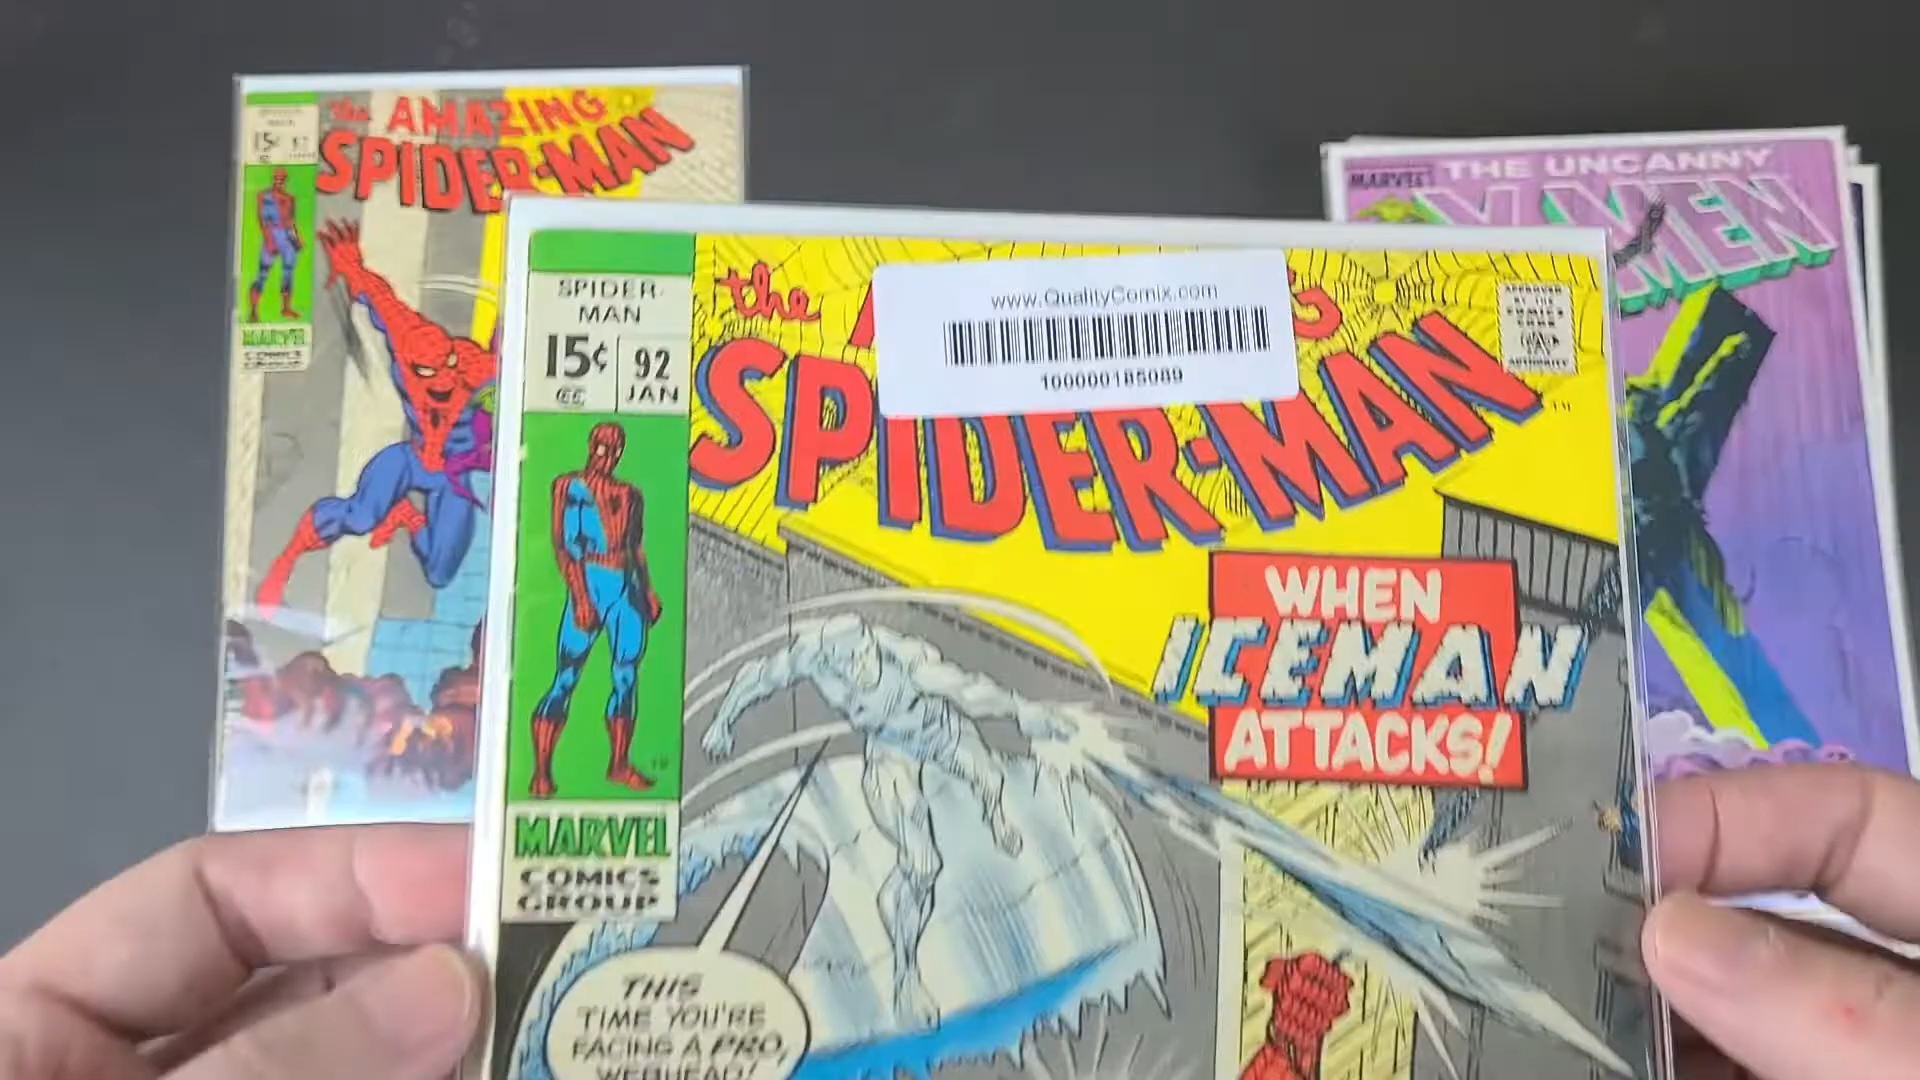 the AMAZING
SPIDER-MAN
15¢
MARVEL
COMICS
GROUP
SPIDER-
MAN
15¢ 92
CC JAN
MARVEL
COMICS
GROUP
the
www.QualityComix.com
100000185089
SPIDER-MAN
APPROVED
BY THE
COMICS
CODE
AUTHORITY
WHEN
ICEMAN
ATTACKS!
THIS
TIME YOU'RE
FACING A PRO,
WEBHEAD!
MARVEL
THE UNCANNY
X-MEN